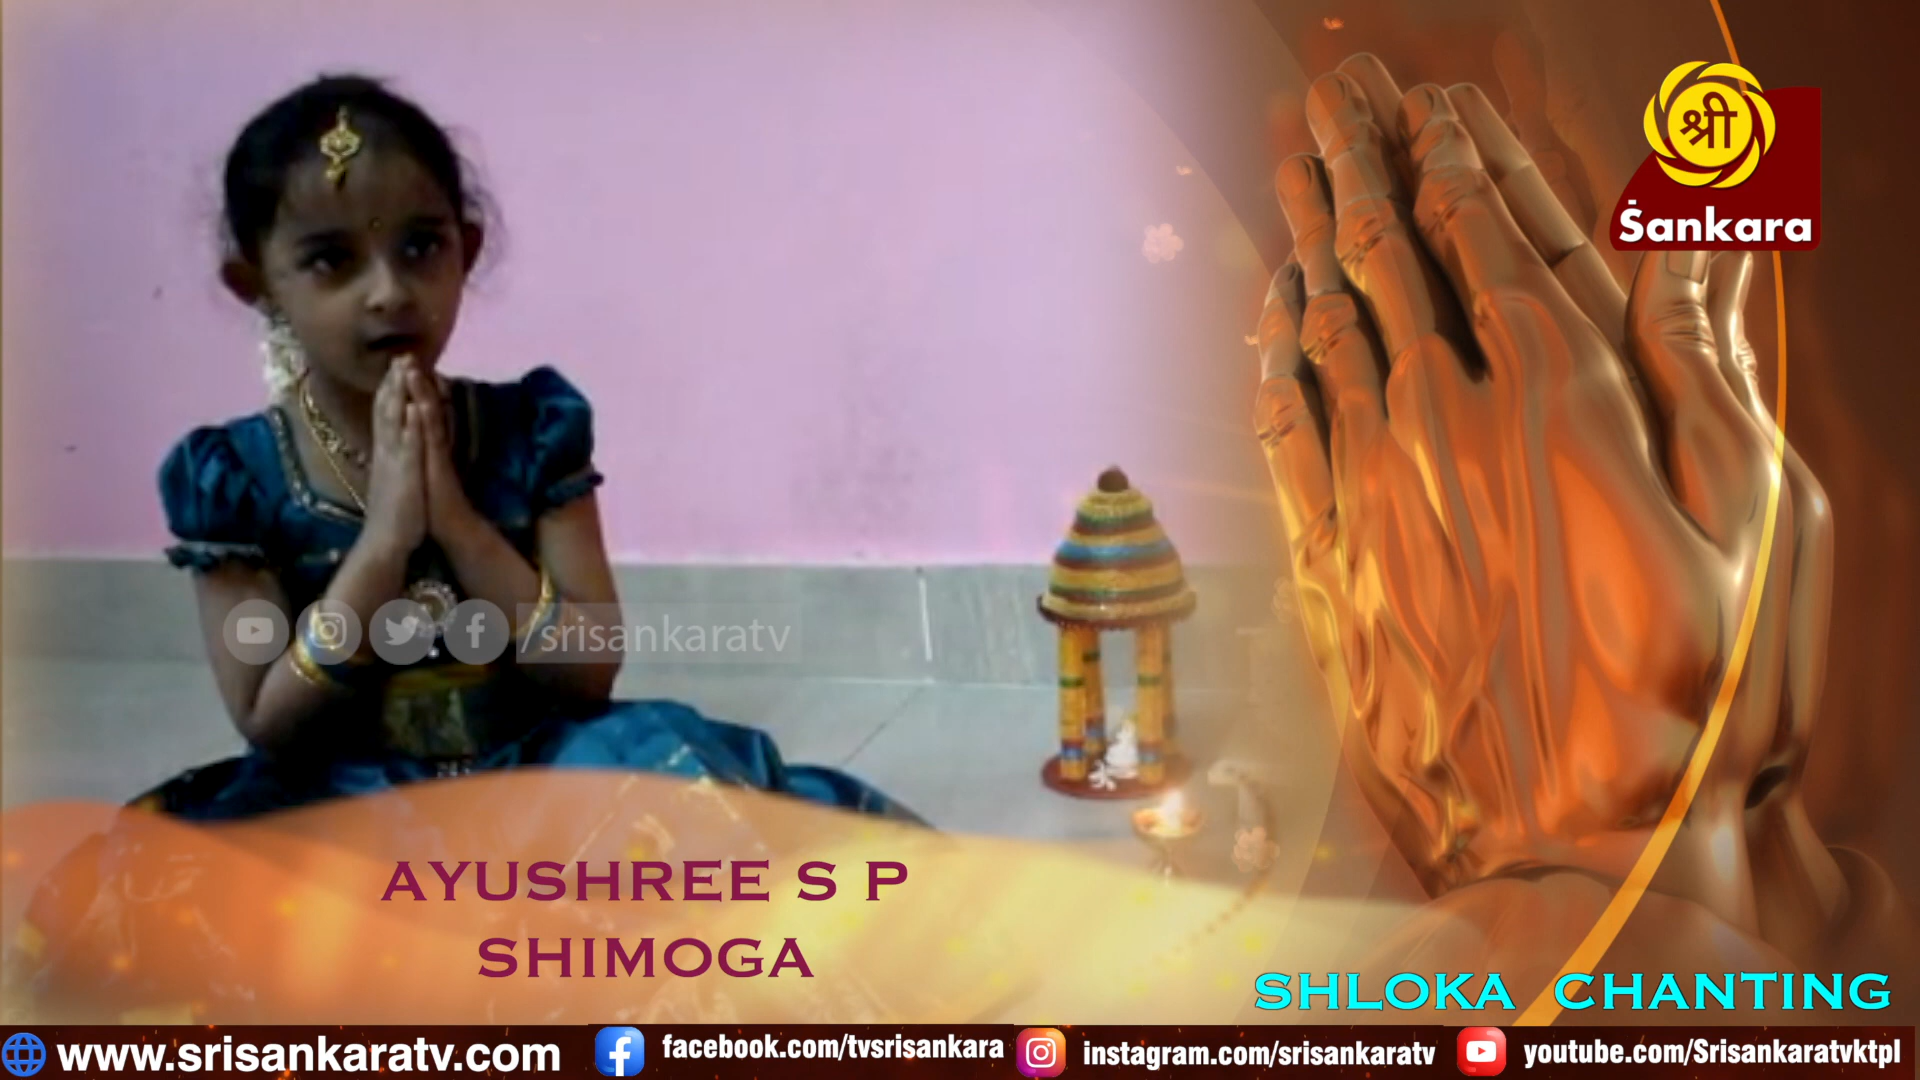 श्री
Śankara
/srisankaratv
AYUSHREE S P
SHIMOGA
SHLOKA CHANTING
www.srisankaratv.com
facebook.com/tvsrisankara
instagram.com/srisankaratv
youtube.com/Srisankaratvktpl